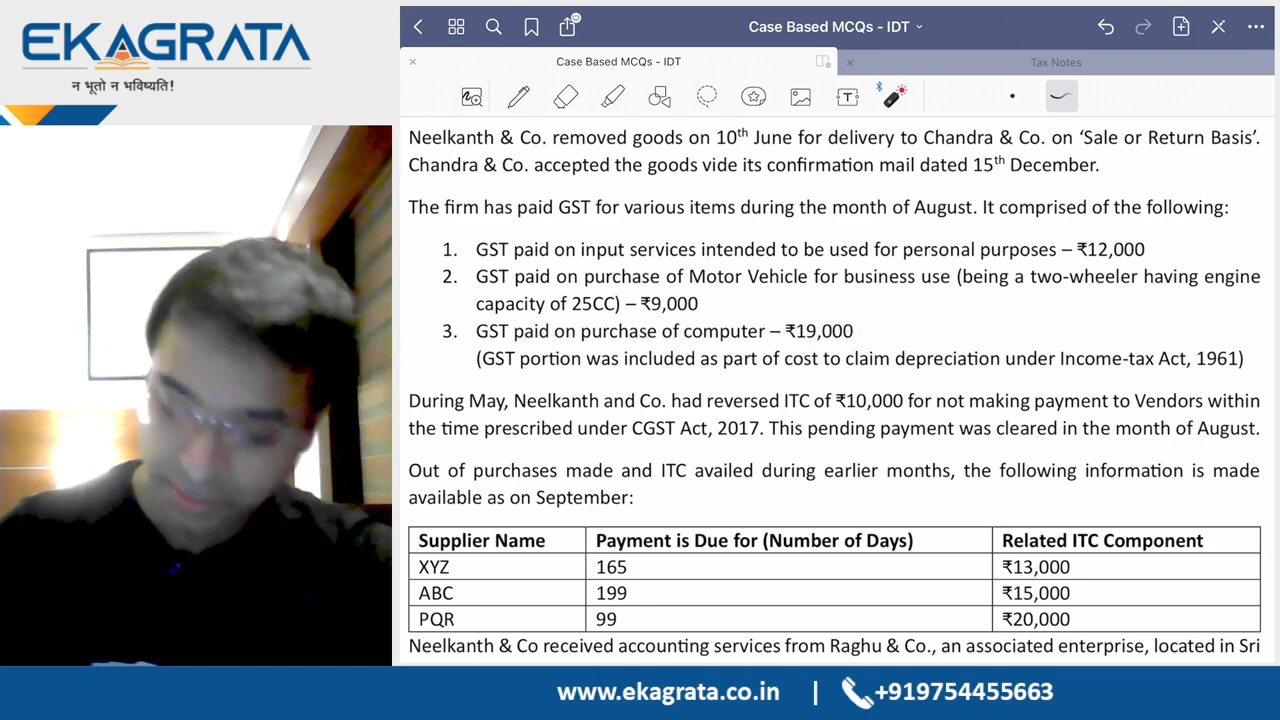 EKAGRATA
न भूतो न भविष्यति!
Case Based MCQs - IDT
Case Based MCQs - IDT
Tax Notes
Neelkanth & Co. removed goods on 10th June for delivery to Chandra & Co. on ‘Sale or Return Basis’.
Chandra & Co. accepted the goods vide its confirmation mail dated 15th December.
The firm has paid GST for various items during the month of August. It comprised of the following:
1. GST paid on input services intended to be used for personal purposes – ₹12,000
2. GST paid on purchase of Motor Vehicle for business use (being a two-wheeler having engine
capacity of 25CC) – ₹9,000
3. GST paid on purchase of computer – ₹19,000
(GST portion was included as part of cost to claim depreciation under Income-tax Act, 1961)
During May, Neelkanth and Co. had reversed ITC of ₹10,000 for not making payment to Vendors within
the time prescribed under CGST Act, 2017. This pending payment was cleared in the month of August.
Out of purchases made and ITC availed during earlier months, the following information is made
available as on September:
Supplier Name Payment is Due for (Number of Days) Related ITC Component
XYZ 165 ₹13,000
ABC 199 ₹15,000
PQR 99 ₹20,000
Neelkanth & Co received accounting services from Raghu & Co., an associated enterprise, located in Sri
www.ekagrata.co.in | +919754455663